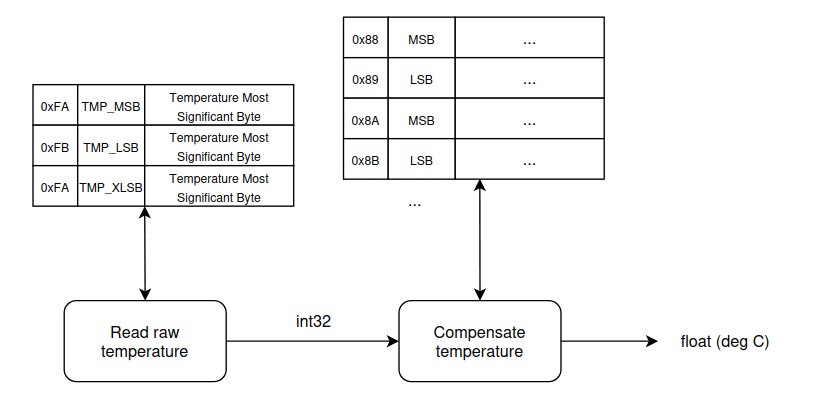 0x88 MSB ...
0x89 LSB ...
0x8A MSB ...
0x8B LSB ...
...
0xFA TMP_MSB Temperature Most
Significant Byte
0xFB TMP_LSB Temperature Most
Significant Byte
0xFA TMP_XLSB Temperature Most
Significant Byte
Read raw
temperature
int32
Compensate
temperature
float (deg C)